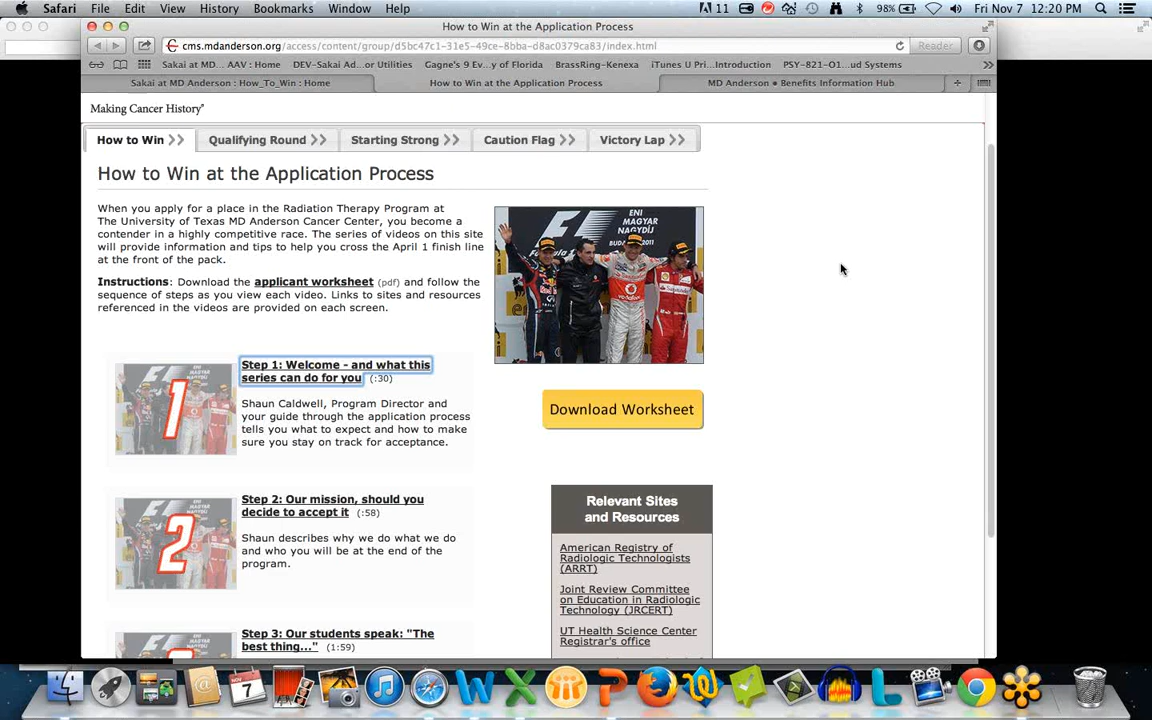 Safari File Edit View History Bookmarks Window Help 11 98% Fri Nov 7 12:20 PM
How to Win at the Application Process
cms.mdanderson.org/access/content/group/d5bc47c1-31e5-49ce-8bba-d8ac0379ca83/index.html Reader
Sakai at MD... AAV : Home DEV-Sakai Ad...or Utilities Gagne's 9 Ev...y of Florida BrassRing-Kenexa iTunes U Pri...Introduction PSY-821-O1...ud Systems
Sakai at MD Anderson : How_To_Win : Home How to Win at the Application Process MD Anderson • Benefits Information Hub
Making Cancer History®
How to Win >> Qualifying Round >> Starting Strong >> Caution Flag >> Victory Lap >>
How to Win at the Application Process
When you apply for a place in the Radiation Therapy Program at
The University of Texas MD Anderson Cancer Center, you become a
contender in a highly competitive race. The series of videos on this site
will provide information and tips to help you cross the April 1 finish line
at the front of the pack.
Instructions: Download the applicant worksheet (pdf) and follow the
sequence of steps as you view each video. Links to sites and resources
referenced in the videos are provided on each screen.
ENI
MAGYAR
NAGYDÍJ
BUDAPEST 2011
Santander
Download Worksheet
1
Step 1: Welcome - and what this
series can do for you (:30)
Shaun Caldwell, Program Director and
your guide through the application process
tells you what to expect and how to make
sure you stay on track for acceptance.
2
Step 2: Our mission, should you
decide to accept it (:58)
Shaun describes why we do what we do
and who you will be at the end of the
program.
Step 3: Our students speak: "The
best thing..." (1:59)
Relevant Sites
and Resources
American Registry of
Radiologic Technologists
(ARRT)
Joint Review Committee
on Education in Radiologic
Technology (JRCERT)
UT Health Science Center
Registrar's office
NOV
7